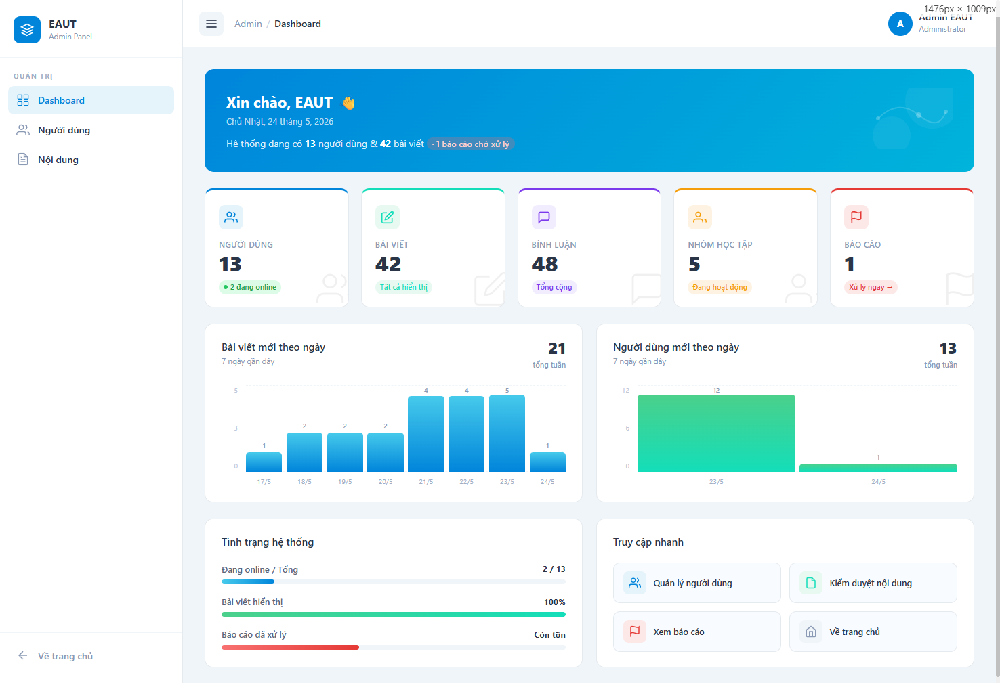 EAUT
Admin Panel
QUẢN TRỊ
Dashboard
Người dùng
Nội dung
Về trang chủ
Admin / Dashboard
1476px × 1009px
A
Admin EAUT
Administrator
Xin chào, EAUT 👋
Chủ Nhật, 24 tháng 5, 2026
Hệ thống đang có 13 người dùng & 42 bài viết · 1 báo cáo chờ xử lý
NGƯỜI DÙNG
13
2 đang online
BÀI VIẾT
42
Tất cả hiển thị
BÌNH LUẬN
48
Tổng cộng
NHÓM HỌC TẬP
5
Đang hoạt động
BÁO CÁO
1
Xử lý ngay →
Bài viết mới theo ngày
7 ngày gần đây
21
tổng tuần
5
3
0
1
2
2
2
4
4
5
1
17/5
18/5
19/5
20/5
21/5
22/5
23/5
24/5
Người dùng mới theo ngày
7 ngày gần đây
13
tổng tuần
12
6
0
12
1
23/5
24/5
Tình trạng hệ thống
Đang online / Tổng 2 / 13
Bài viết hiển thị 100%
Báo cáo đã xử lý Còn tồn
Truy cập nhanh
Quản lý người dùng
Kiểm duyệt nội dung
Xem báo cáo
Về trang chủ